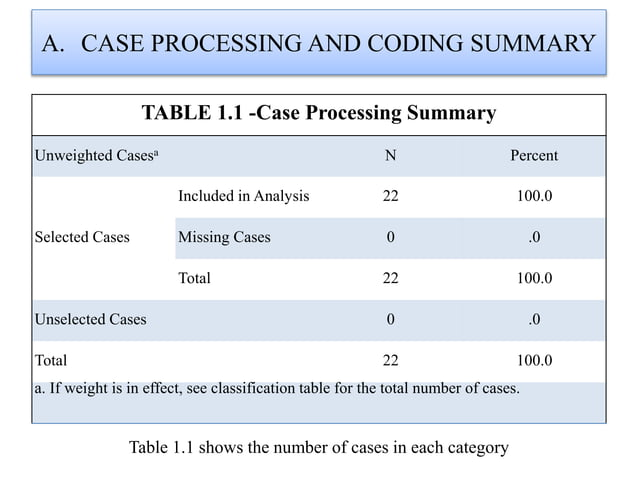 A. CASE PROCESSING AND CODING SUMMARY
TABLE 1.1 -Case Processing Summary
Unweighted Casesᵃ N Percent
Included in Analysis 22 100.0
Selected Cases Missing Cases 0 .0
Total 22 100.0
Unselected Cases 0 .0
Total 22 100.0
a. If weight is in effect, see classification table for the total number of cases.
Table 1.1 shows the number of cases in each category